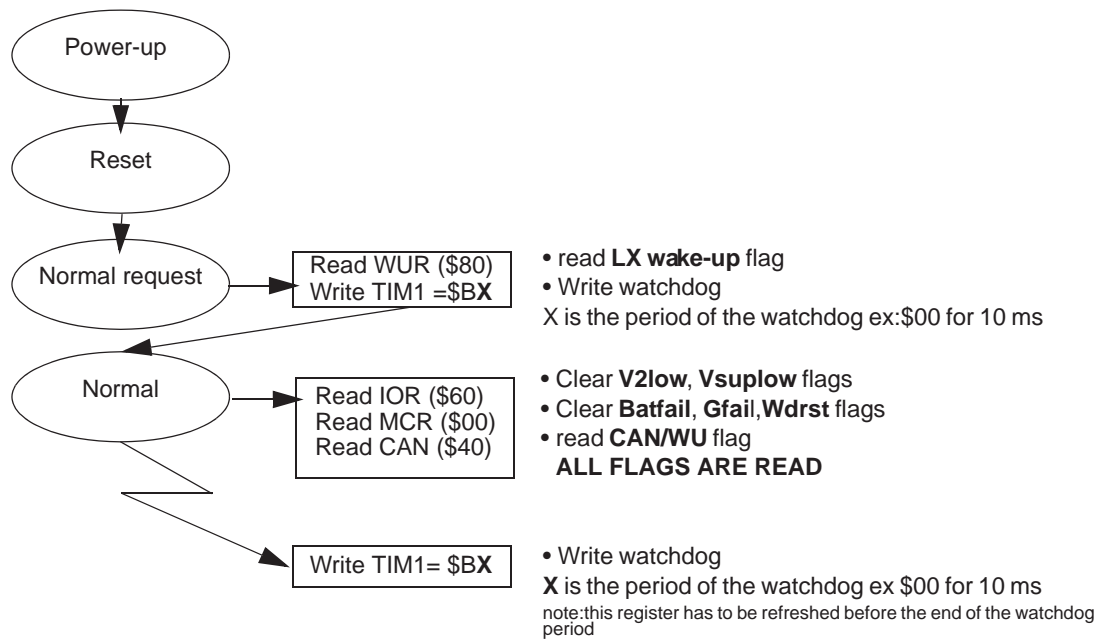 Power-up
Reset
Normal request
Read WUR ($80)
Write TIM1 =$BX
• read LX wake-up flag
• Write watchdog
X is the period of the watchdog ex:$00 for 10 ms
Normal
Read IOR ($60)
Read MCR ($00)
Read CAN ($40)
• Clear V2low, Vsuplow flags
• Clear Batfail, Gfail,Wdrst flags
• read CAN/WU flag
ALL FLAGS ARE READ
Write TIM1= $BX
• Write watchdog
X is the period of the watchdog ex $00 for 10 ms
note:this register has to be refreshed before the end of the watchdog
period